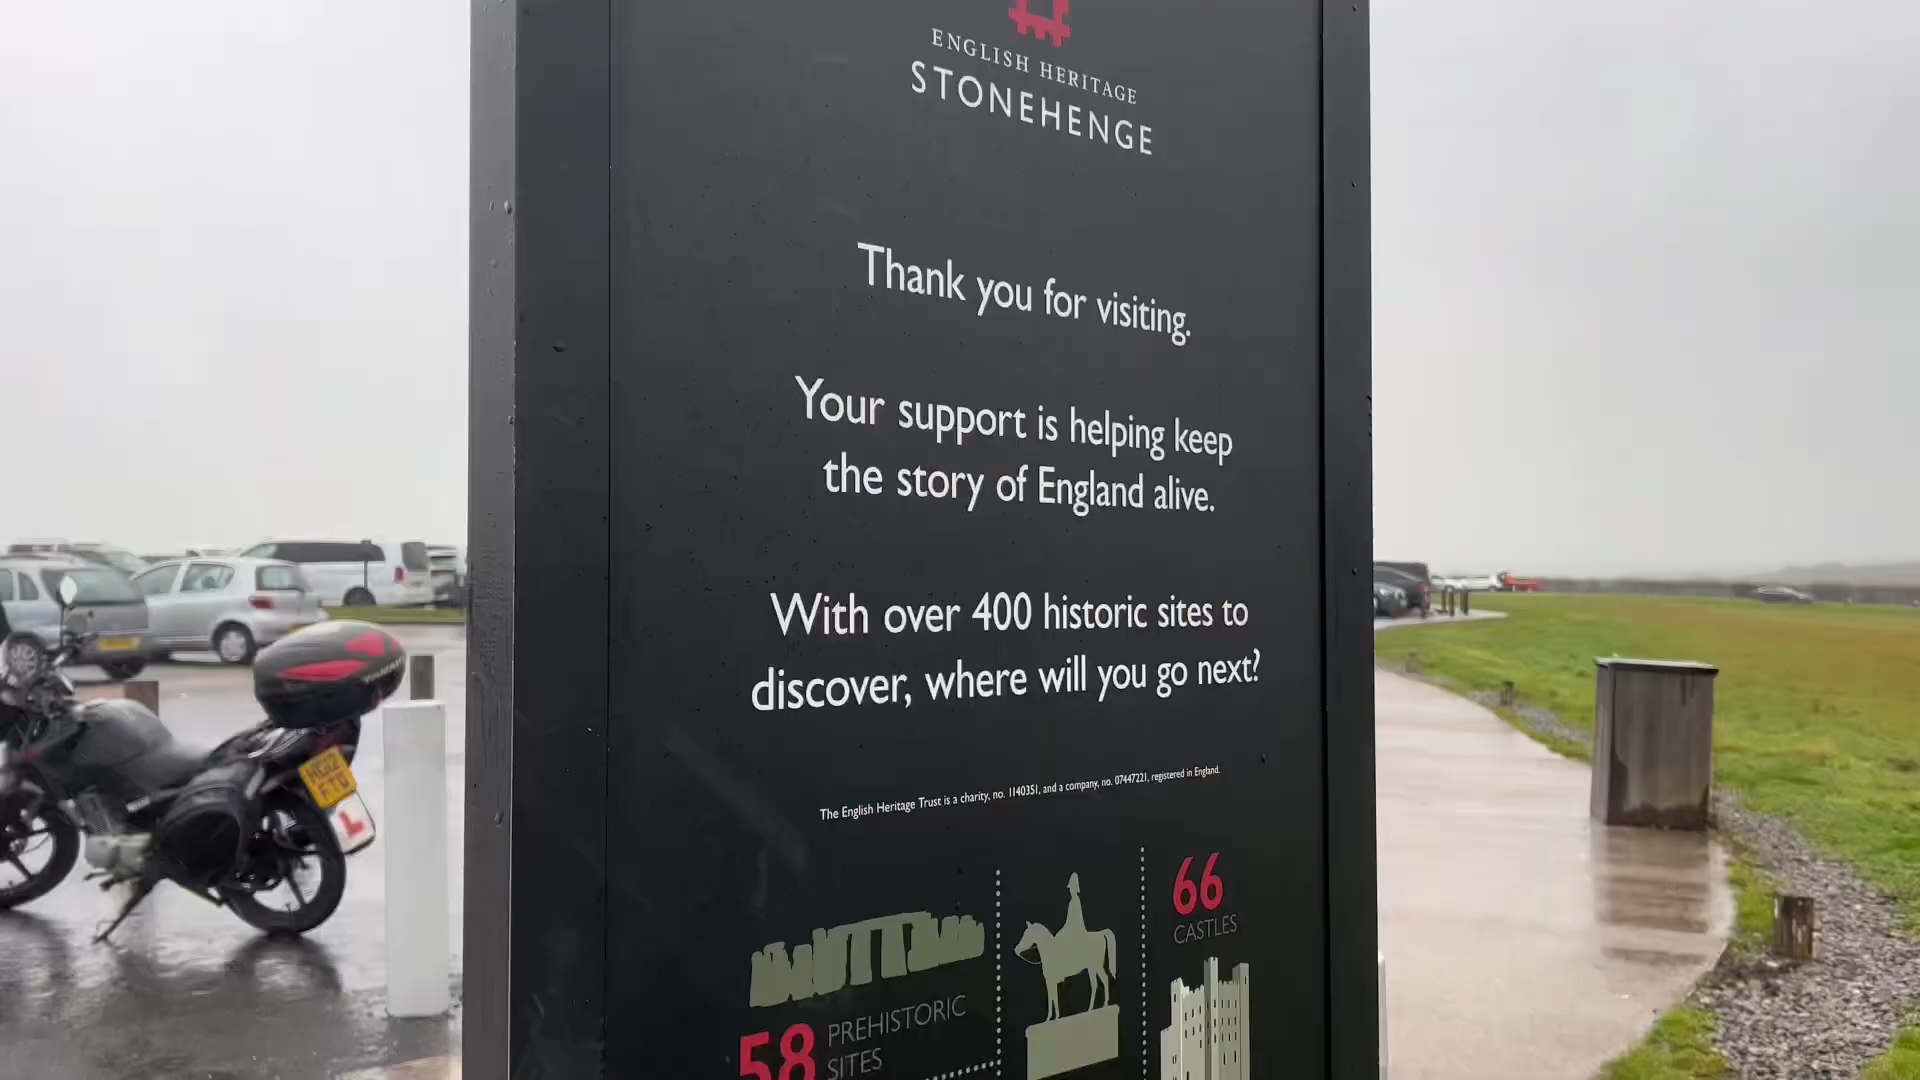 ENGLISH HERITAGE
STONEHENGE
Thank you for visiting.
Your support is helping keep
the story of England alive.
With over 400 historic sites to
discover, where will you go next?
The English Heritage Trust is a charity, no. 1140351, and a company, no. 07447221, registered in England.
66
CASTLES
58 PREHISTORIC
SITES
HG12
FTU
L